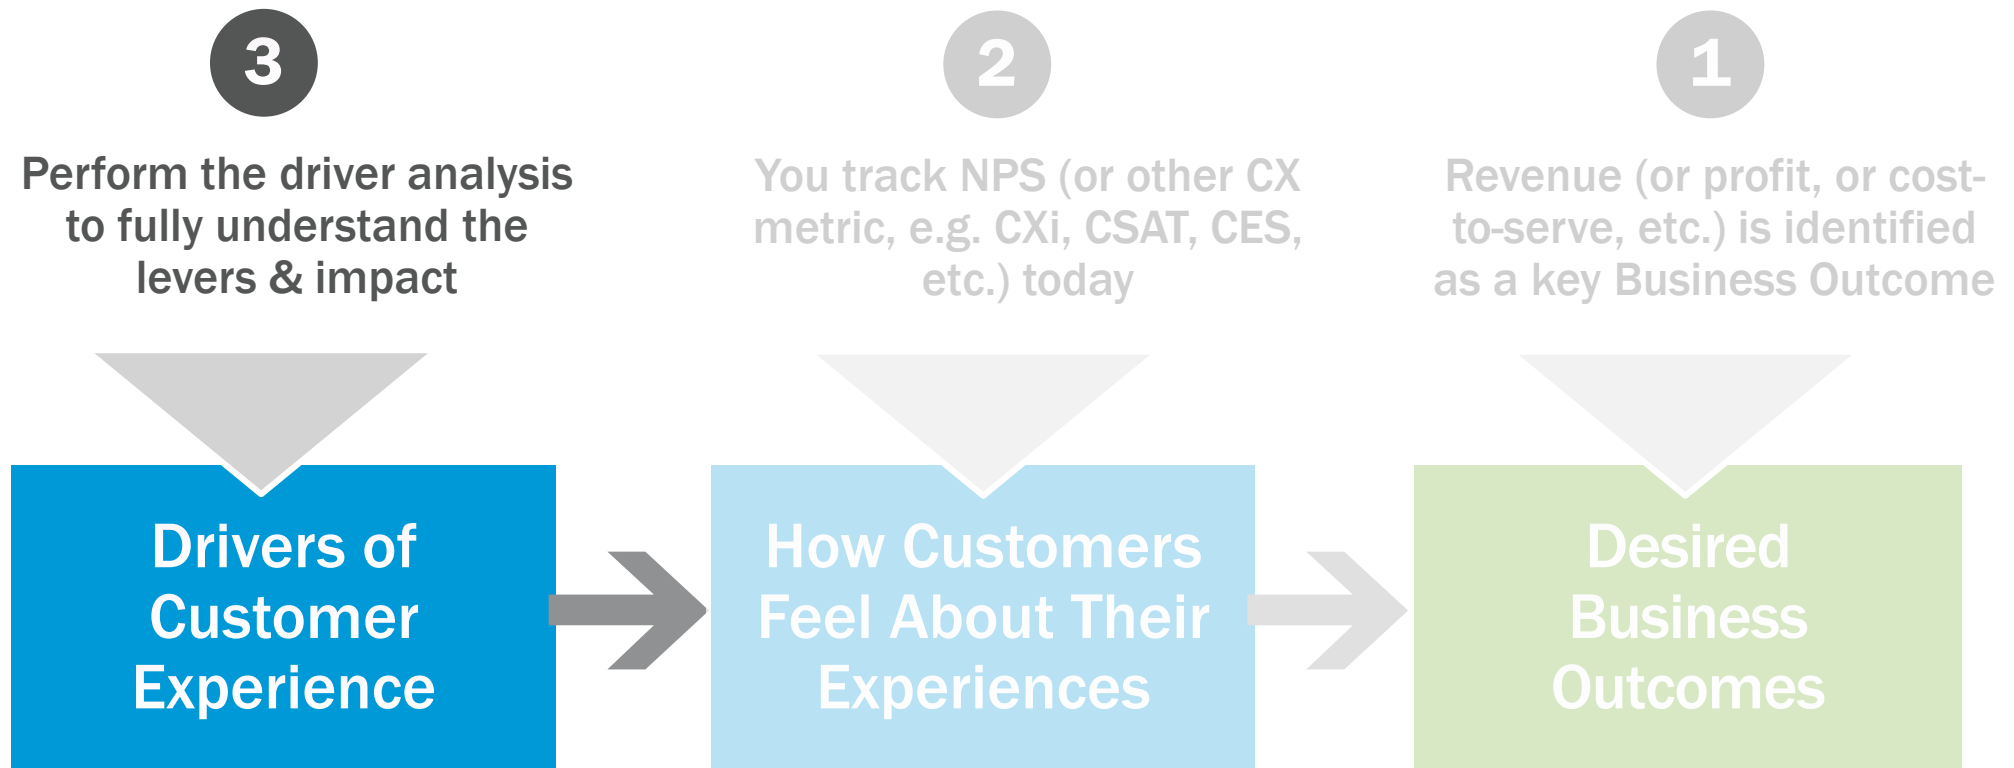 3
Perform the driver analysis
to fully understand the
levers & impact
Drivers of
Customer
Experience
2
You track NPS (or other CX
metric, e.g. CXi, CSAT, CES,
etc.) today
How Customers
Feel About Their
Experiences
1
Revenue (or profit, or cost-
to-serve, etc.) is identified
as a key Business Outcome
Desired
Business
Outcomes